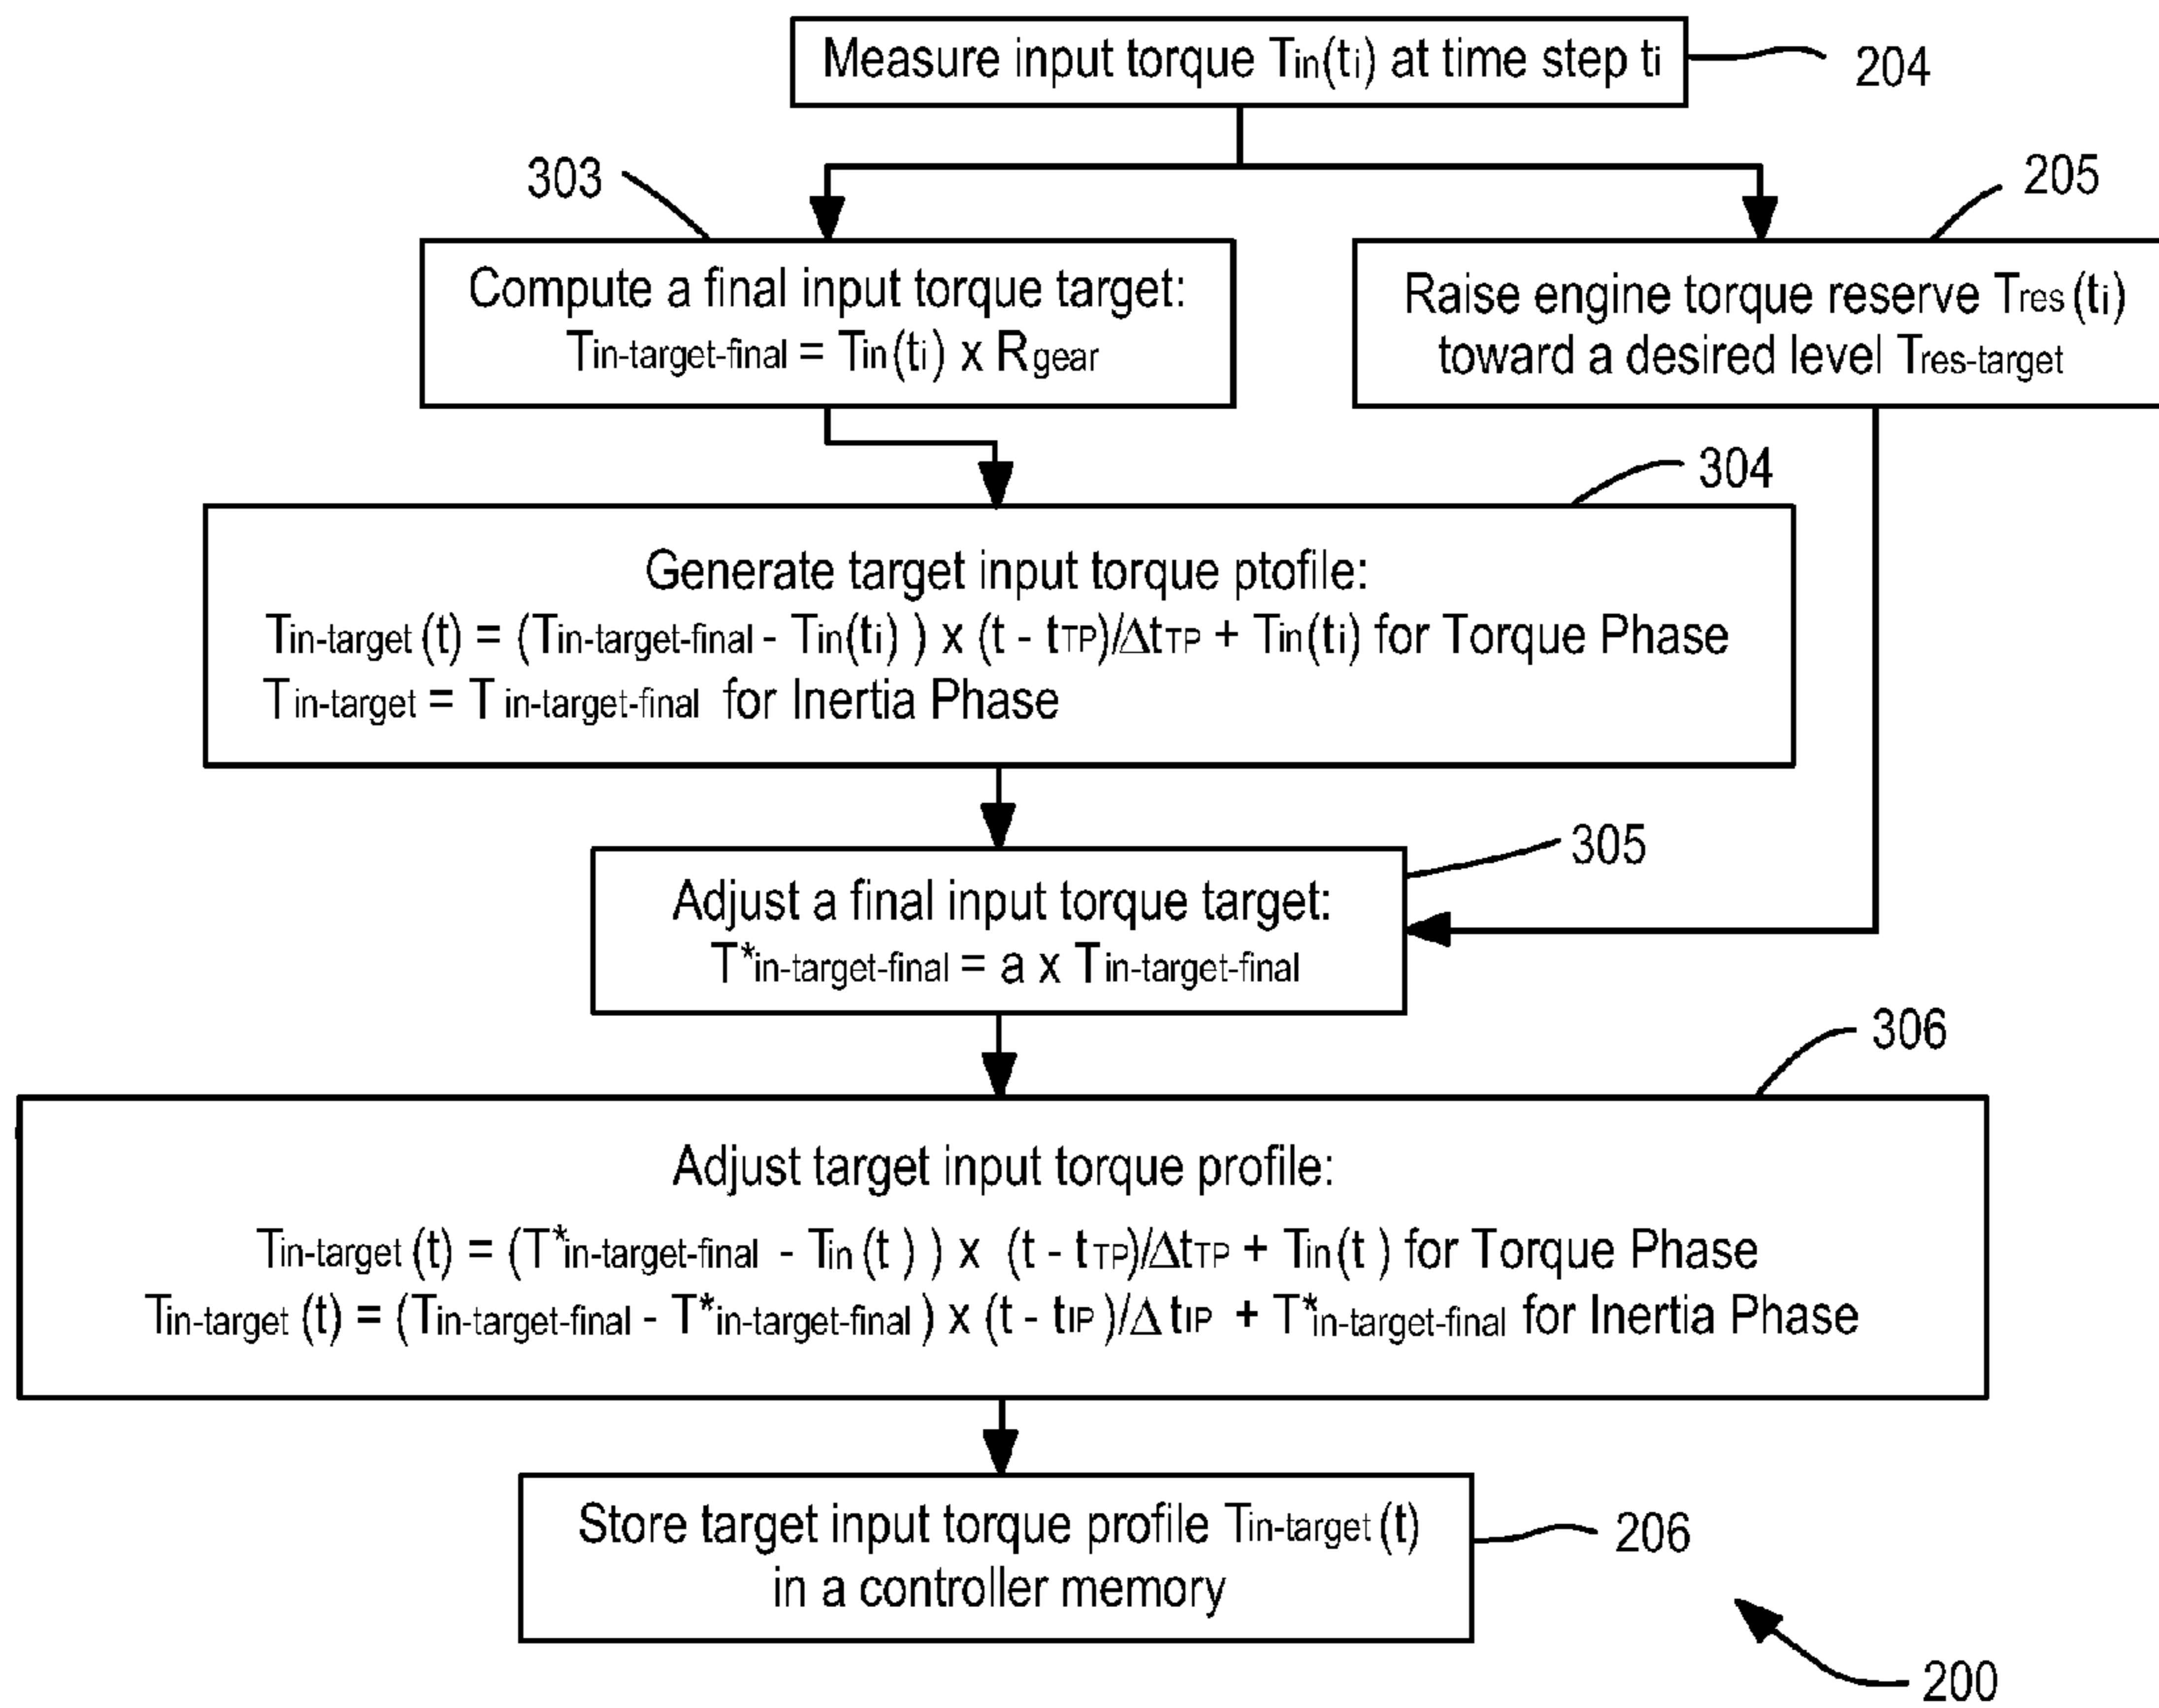 Measure input torque Tin(ti) at time step ti
204
303
205
Compute a final input torque target:
Tin-target-final = Tin(ti) x Rgear
Raise engine torque reserve Tres(ti)
toward a desired level Tres-target
304
Generate target input torque ptofile:
Tin-target(t) = (Tin-target-final - Tin(ti) ) x (t - tTP)/ΔtTP + Tin(ti) for Torque Phase
Tin-target = Tin-target-final for Inertia Phase
305
Adjust a final input torque target:
T*in-target-final = a x Tin-target-final
306
Adjust target input torque profile:
Tin-target(t) = (T*in-target-final - Tin(t ) ) x (t - tTP)/ΔtTP + Tin(t ) for Torque Phase
Tin-target(t) = (Tin-target-final - T*in-target-final ) x (t - tIP)/Δ tIP + T*in-target-final for Inertia Phase
Store target input torque profile Tin-target(t)
in a controller memory
206
200